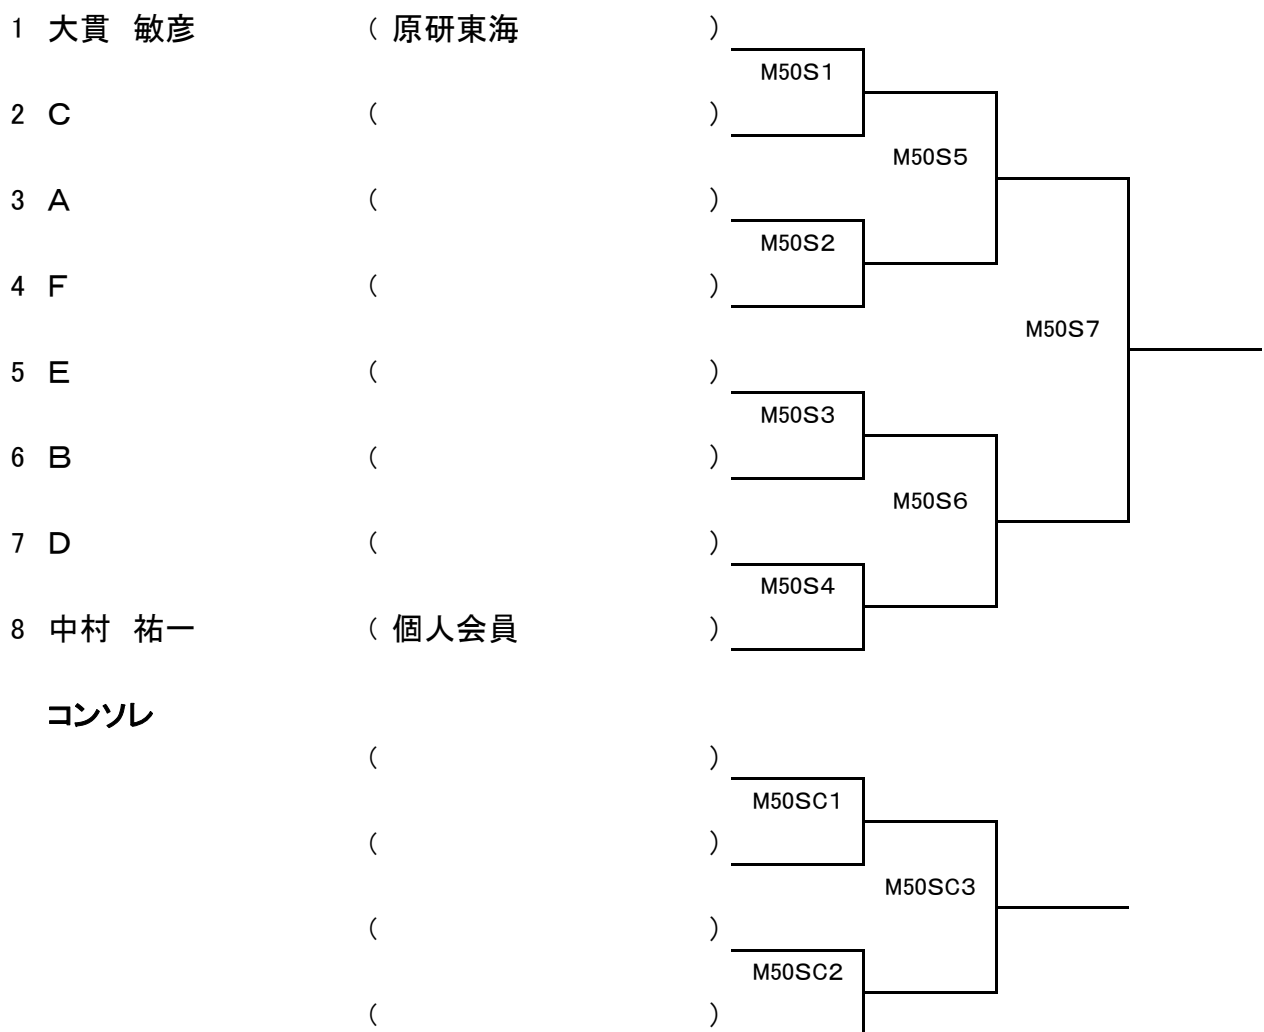 1 大貫　敏彦 （ 原研東海 ）
M50S1
2 C （ ）
M50S5
3 A （ ）
M50S2
4 F （ ）
M50S7
5 E （ ）
M50S3
6 B （ ）
M50S6
7 D （ ）
M50S4
8 中村　祐一 （ 個人会員 ）
コンソレ
（ ）
M50SC1
（ ）
M50SC3
（ ）
M50SC2
（ ）